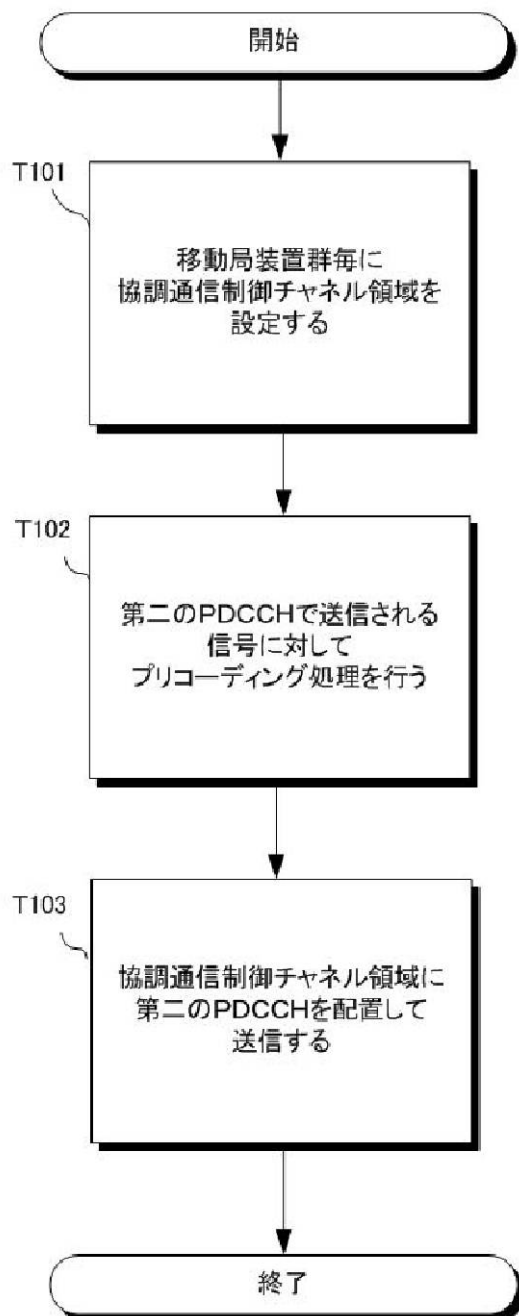 開始
T101
移動局装置群毎に
協調通信制御チャネル領域を
設定する
T102
第二のPDCCHで送信される
信号に対して
プリコーディング処理を行う
T103
協調通信制御チャネル領域に
第二のPDCCHを配置して
送信する
終了